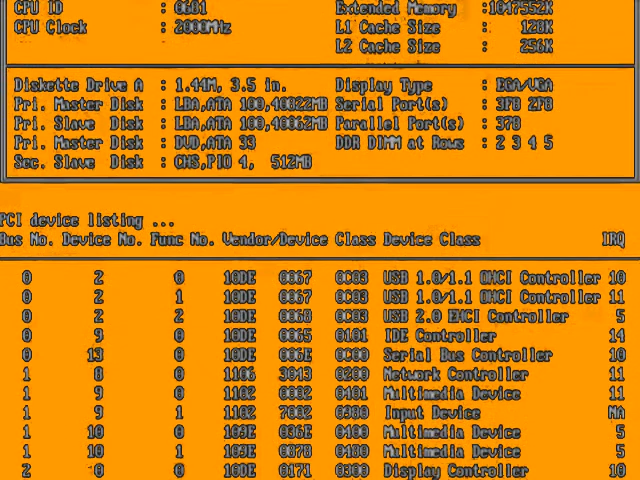 CPU ID : 0681 Extended Memory : 1047552K
CPU Clock : 2000MHz L1 Cache Size : 128K
L2 Cache Size : 256K
Diskette Drive A : 1.44M, 3.5 in. Display Type : EGA/VGA
Pri. Master Disk : LBA,ATA 100,40822MB Serial Port(s) : 3F8 2F8
Pri. Slave Disk : LBA,ATA 100,40062MB Parallel Port(s) : 378
Pri. Master Disk : DVD,ATA 33 DDR DIMM at Rows : 2 3 4 5
Sec. Slave Disk : CHS,PIO 4, 512MB
PCI device listing ...
Bus No. Device No. Func No. Vendor/Device Class Device Class IRQ
0 2 0 10DE 0067 0C03 USB 1.0/1.1 OHCI Controller 10
0 2 1 10DE 0067 0C03 USB 1.0/1.1 OHCI Controller 11
0 2 2 10DE 0068 0C03 USB 2.0 EHCI Controller 5
0 9 0 10DE 0065 0101 IDE Controller 14
0 13 0 10DE 006E 0C00 Serial Bus Controller 10
1 8 0 1106 3043 0200 Network Controller 11
1 9 0 1102 0002 0401 Multimedia Device 11
1 9 1 1102 7002 0980 Input Device NA
1 10 0 109E 036E 0400 Multimedia Device 5
1 10 1 109E 0878 0480 Multimedia Device 5
2 0 0 10DE 0171 0300 Display Controller 10